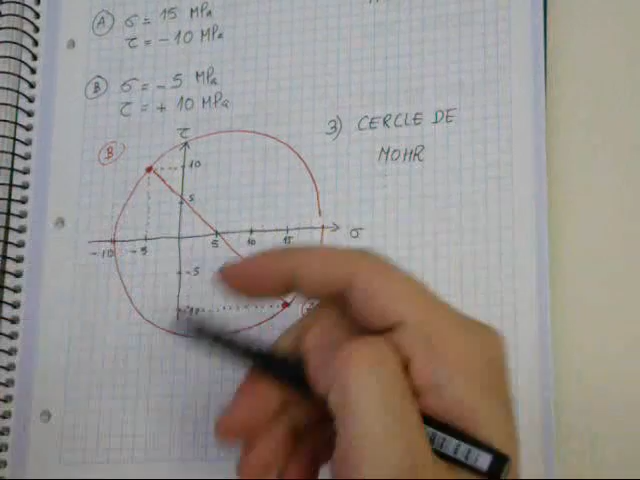 A σ = 15 MPa
τ = -10 MPa
B σ = -5 MPa
τ = +10 MPa
3) CERCLE DE
MOHR
B
τ
10
5
-10 -5 5 10 15 σ
-5